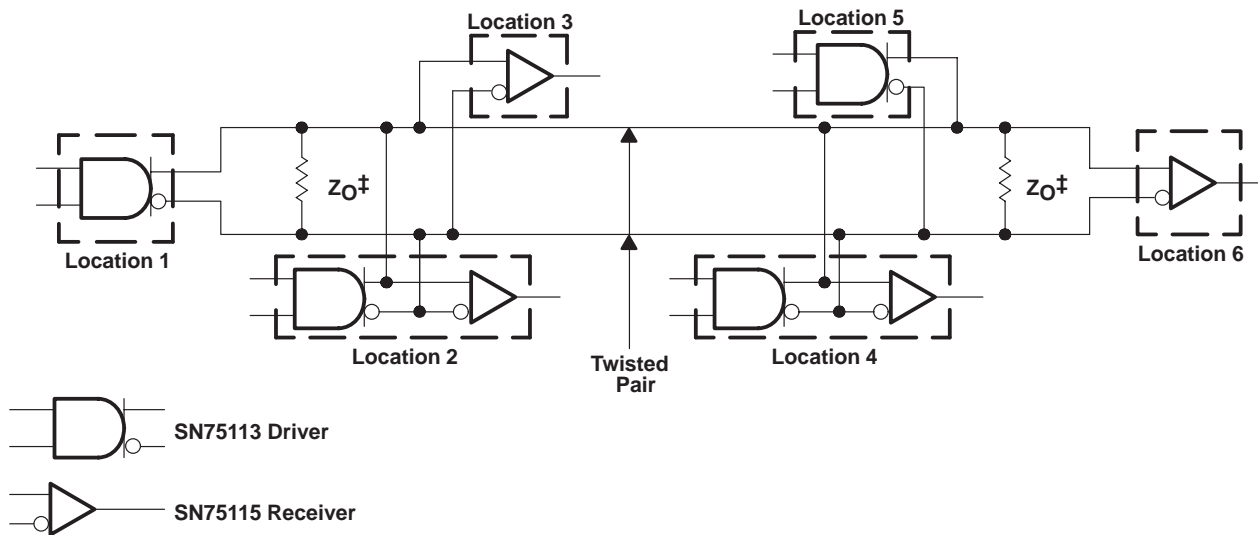 Location 3
Location 5
ZO‡
ZO‡
Location 1
Location 6
Location 2
Location 4
Twisted
Pair
SN75113 Driver
SN75115 Receiver